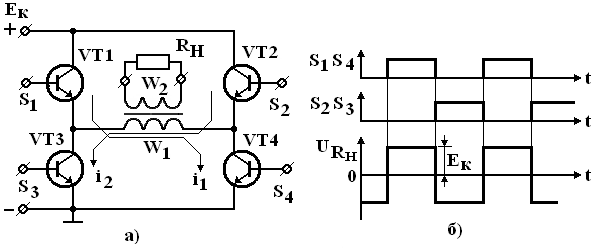 Eк
+
VT1
Rн
VT2
W2
S1
S2
VT3
W1
VT4
i2
i1
S3
S4
−
а)
S1 S4
t
S2 S3
t
U Rн
Eк
0
t
б)